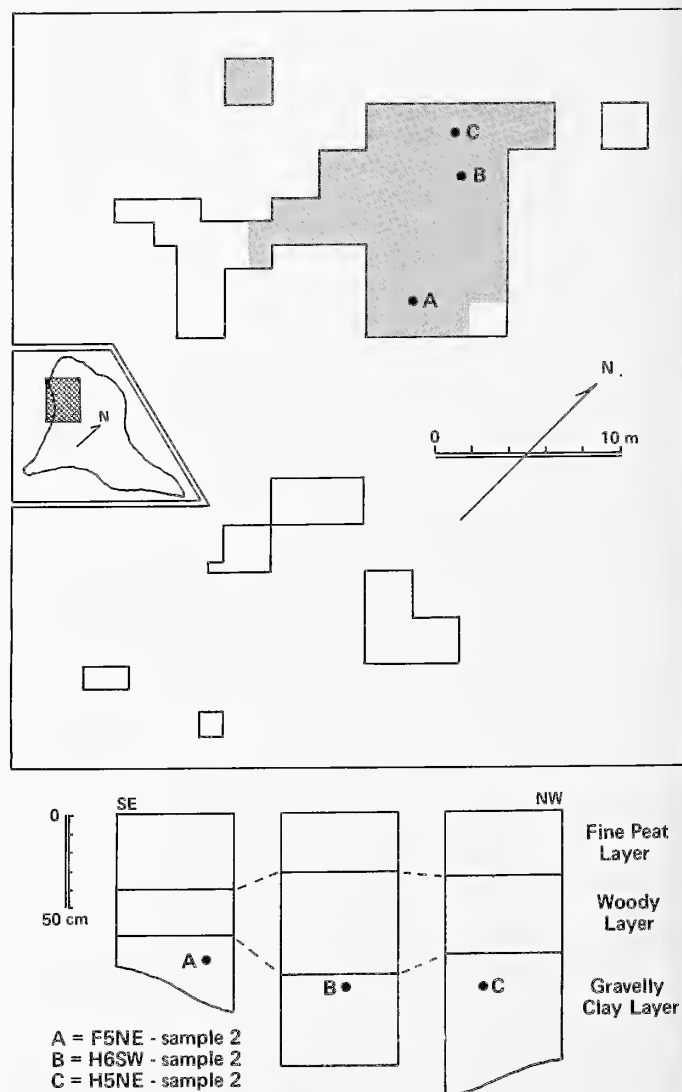 C
B
A
N
N .
0 10 m
SE NW
0
50 cm
Fine Peat
Layer
Woody
Layer
Gravelly
Clay Layer
A
B
C
A = F5NE - sample 2
B = H6SW - sample 2
C = H5NE - sample 2